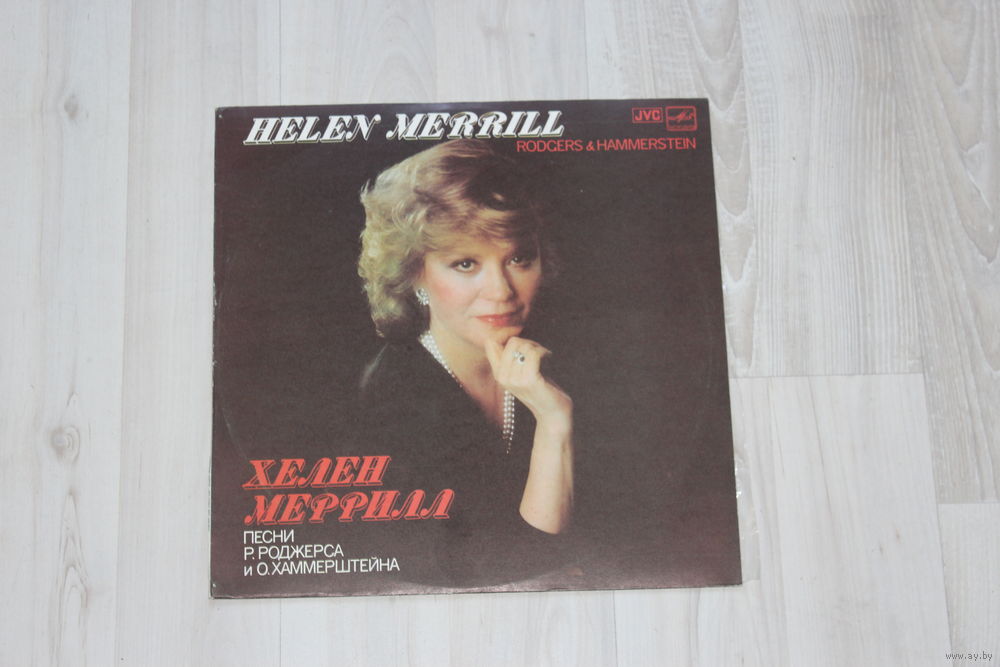 HELEN MERRILL
JVC
RODGERS & HAMMERSTEIN
ХЕЛЕН
МЕРРИЛЛ
ПЕСНИ
Р. РОДЖЕРСА
и О. ХАММЕРШТЕЙНА
www.ay.by